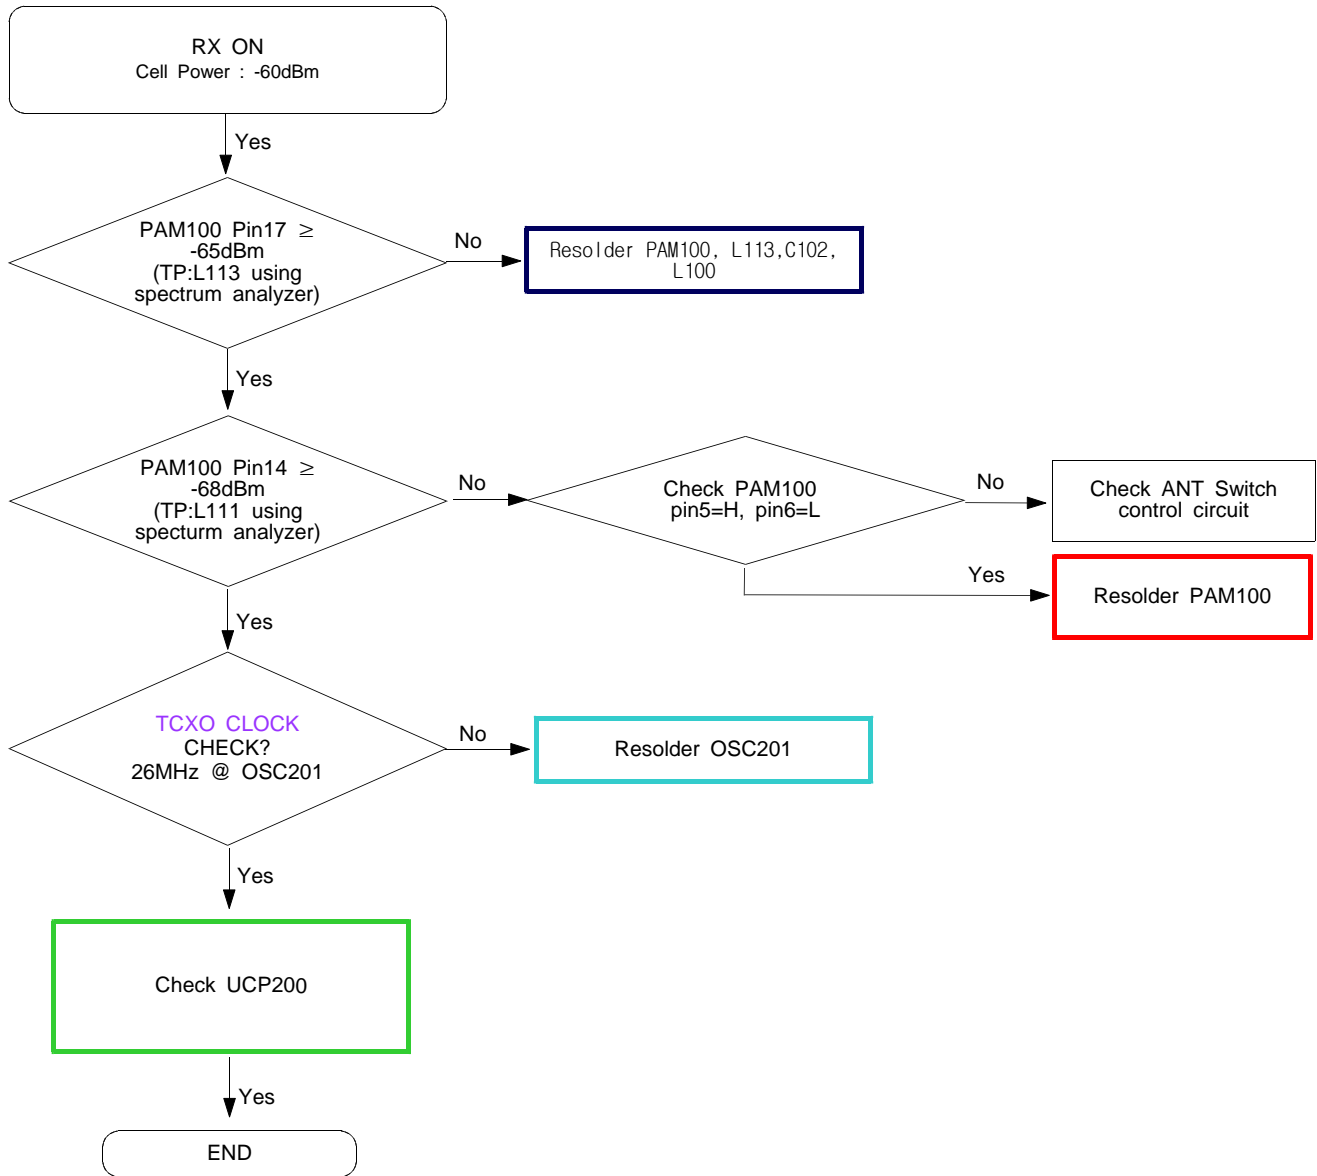 RX ON
Cell Power : -60dBm
Yes
PAM100 Pin17 ≥
-65dBm
(TP:L113 using
spectrum analyzer)
No
Resolder PAM100, L113,C102,
L100
Yes
PAM100 Pin14 ≥
-68dBm
(TP:L111 using
specturm analyzer)
No
Check PAM100
pin5=H, pin6=L
No
Check ANT Switch
control circuit
Yes
Resolder PAM100
Yes
TCXO CLOCK
CHECK?
26MHz @ OSC201
No
Resolder OSC201
Yes
Check UCP200
Yes
END